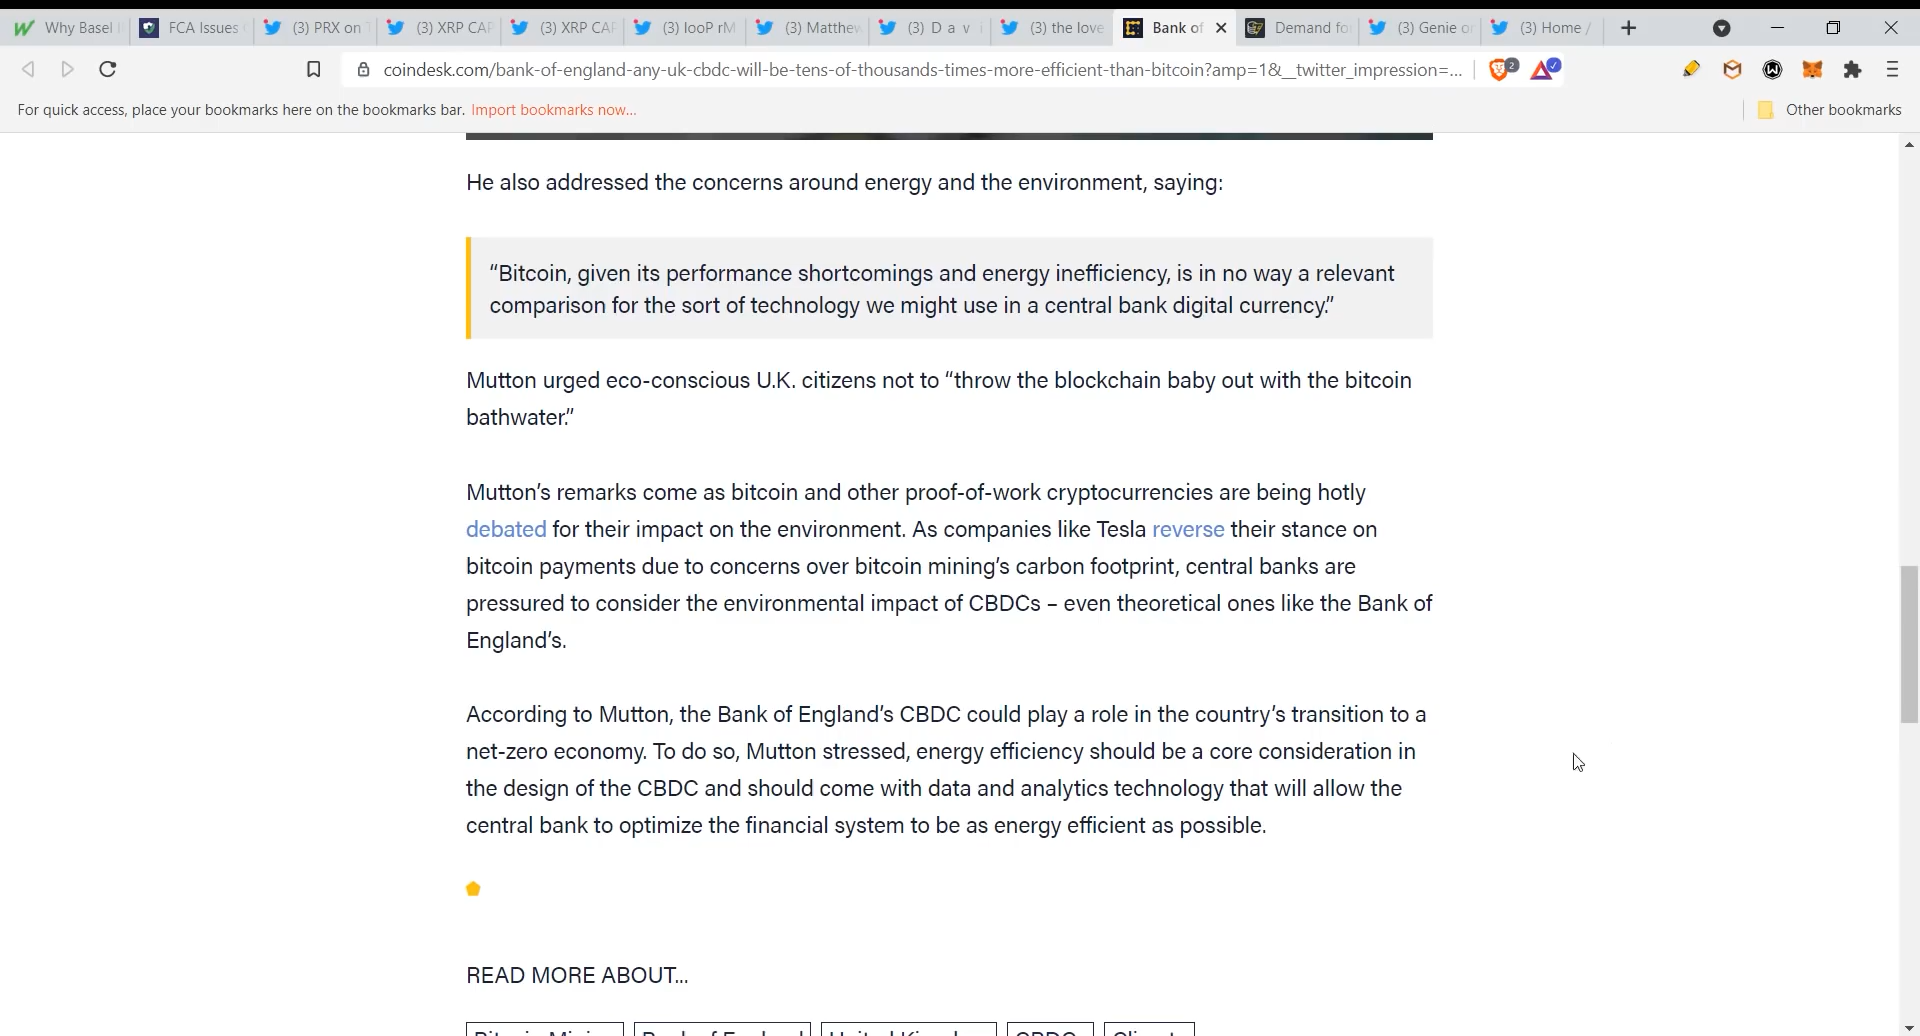 Why Basel
FCA Issues
(3) PRX on
(3) XRP CAP
(3) XRP CAP
(3) looP rM
(3) Matthew
(3) D a v
(3) the love
Bank of
Demand fo
(3) Genie o
(3) Home /
coindesk.com/bank-of-england-any-uk-cbdc-will-be-tens-of-thousands-times-more-efficient-than-bitcoin?amp=1&__twitter_impression=...
2
For quick access, place your bookmarks here on the bookmarks bar. Import bookmarks now...
Other bookmarks
He also addressed the concerns around energy and the environment, saying:
“Bitcoin, given its performance shortcomings and energy inefficiency, is in no way a relevant
comparison for the sort of technology we might use in a central bank digital currency.”
Mutton urged eco-conscious U.K. citizens not to “throw the blockchain baby out with the bitcoin
bathwater.”
Mutton’s remarks come as bitcoin and other proof-of-work cryptocurrencies are being hotly
debated for their impact on the environment. As companies like Tesla reverse their stance on
bitcoin payments due to concerns over bitcoin mining’s carbon footprint, central banks are
pressured to consider the environmental impact of CBDCs – even theoretical ones like the Bank of
England’s.
According to Mutton, the Bank of England’s CBDC could play a role in the country’s transition to a
net-zero economy. To do so, Mutton stressed, energy efficiency should be a core consideration in
the design of the CBDC and should come with data and analytics technology that will allow the
central bank to optimize the financial system to be as energy efficient as possible.
READ MORE ABOUT...
Bitcoin Mining Bank of England United Kingdom CBDC Climate